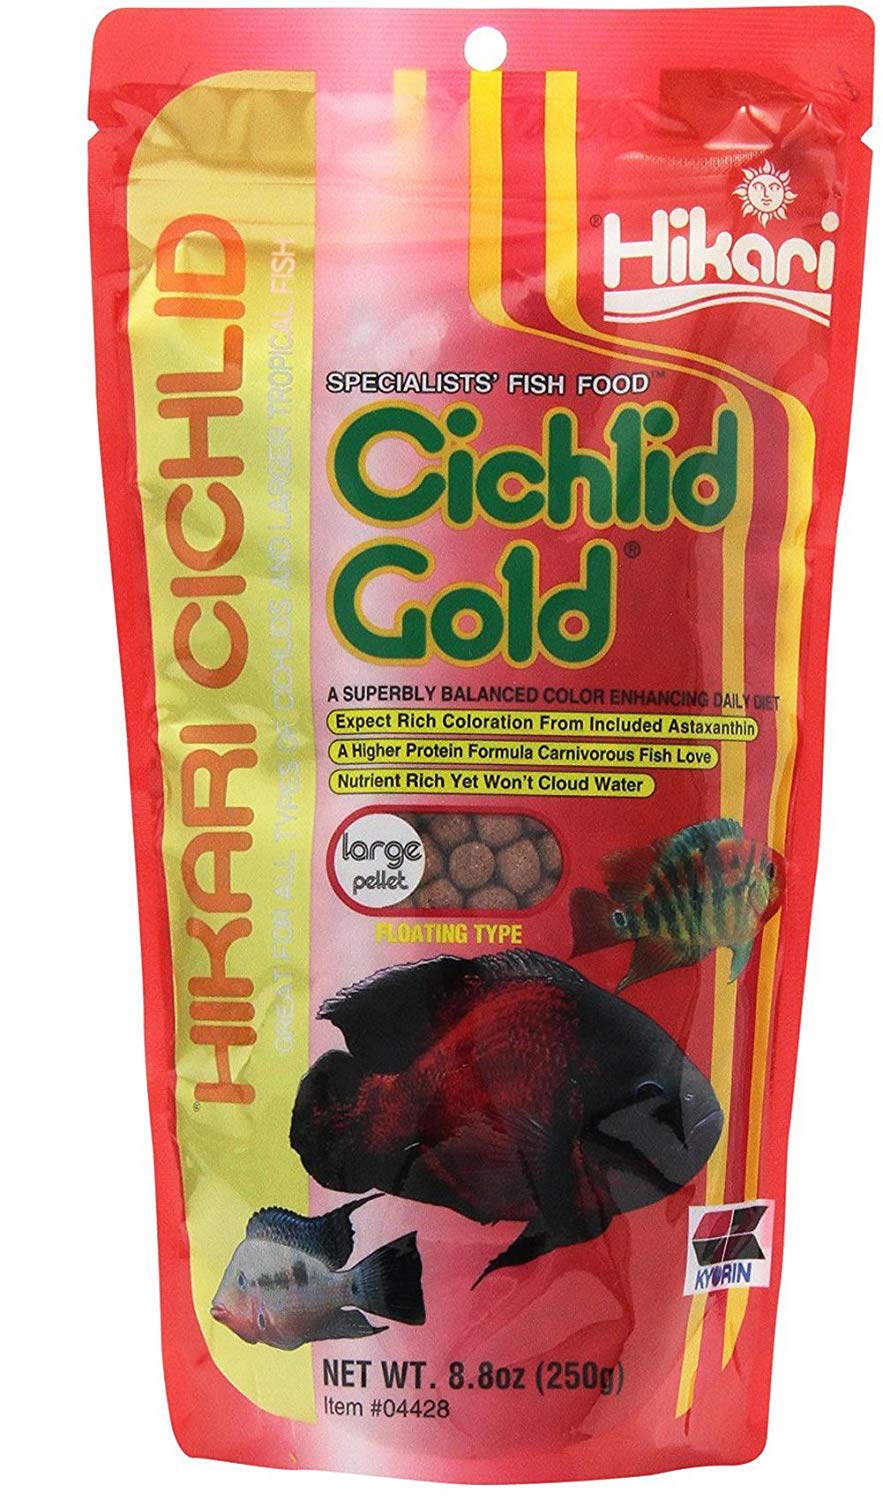 ® Hikari
SPECIALISTS' FISH FOOD™
Cichlid
Gold®
A SUPERBLY BALANCED COLOR ENHANCING DAILY DIET
Expect Rich Coloration From Included Astaxanthin
A Higher Protein Formula Carnivorous Fish Love
Nutrient Rich Yet Won't Cloud Water
large
pellet
FLOATING TYPE
® HIKARI CICHLID
GREAT FOR ALL TYPES OF CICHLIDS AND LARGER TROPICAL FISH
KYORIN
NET WT. 8.8oz (250g)
Item #04428